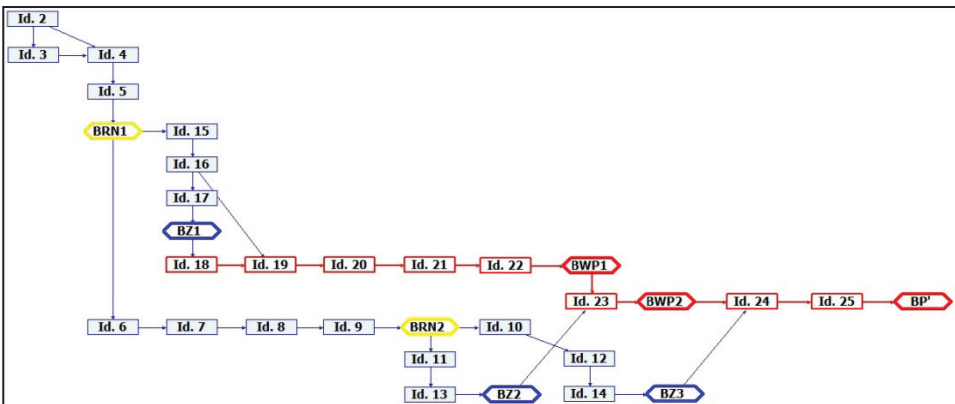 Id. 2
Id. 3
Id. 4
Id. 5
BRN1
Id. 15
Id. 16
Id. 17
BZ1
Id. 18
Id. 19
Id. 20
Id. 21
Id. 22
BWP1
Id. 23
BWP2
Id. 24
Id. 25
BP'
Id. 6
Id. 7
Id. 8
Id. 9
BRN2
Id. 10
Id. 11
Id. 12
Id. 13
BZ2
Id. 14
BZ3